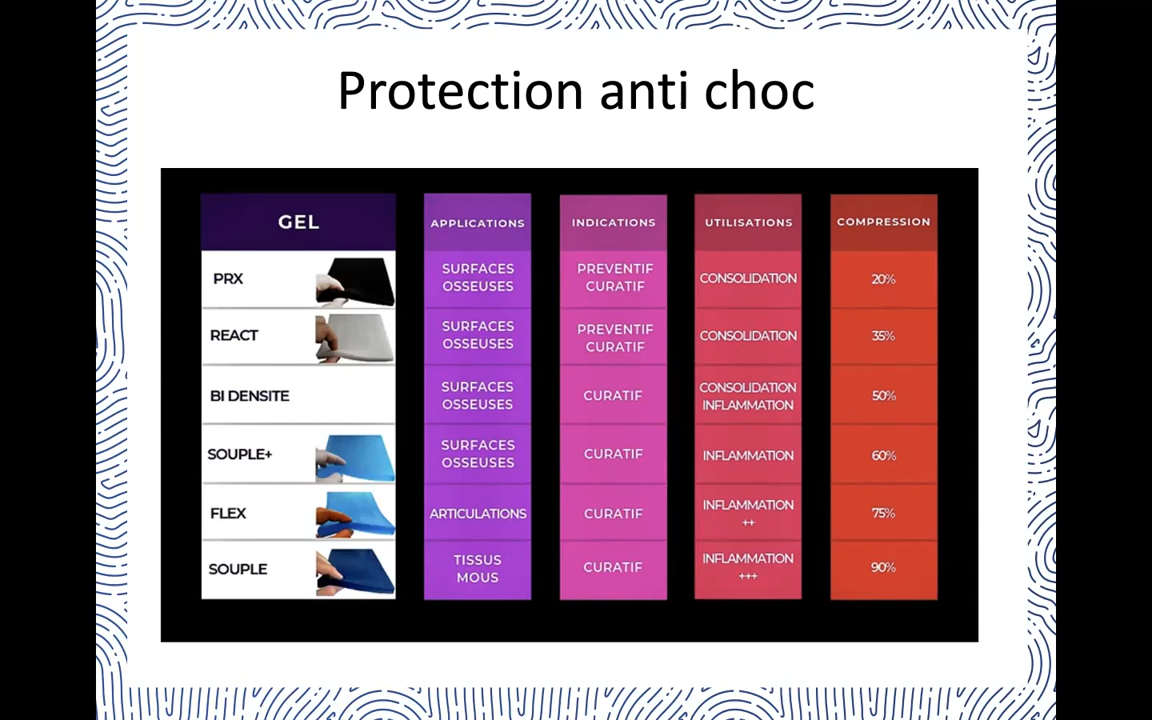 Protection anti choc
GEL
APPLICATIONS
INDICATIONS
UTILISATIONS
COMPRESSION
PRX
SURFACES
OSSEUSES
PREVENTIF
CURATIF
CONSOLIDATION
20%
REACT
SURFACES
OSSEUSES
PREVENTIF
CURATIF
CONSOLIDATION
35%
BI DENSITE
SURFACES
OSSEUSES
CURATIF
CONSOLIDATION
INFLAMMATION
50%
SOUPLE+
SURFACES
OSSEUSES
CURATIF
INFLAMMATION
60%
FLEX
ARTICULATIONS
CURATIF
INFLAMMATION
++
75%
SOUPLE
TISSUS
MOUS
CURATIF
INFLAMMATION
+++
90%